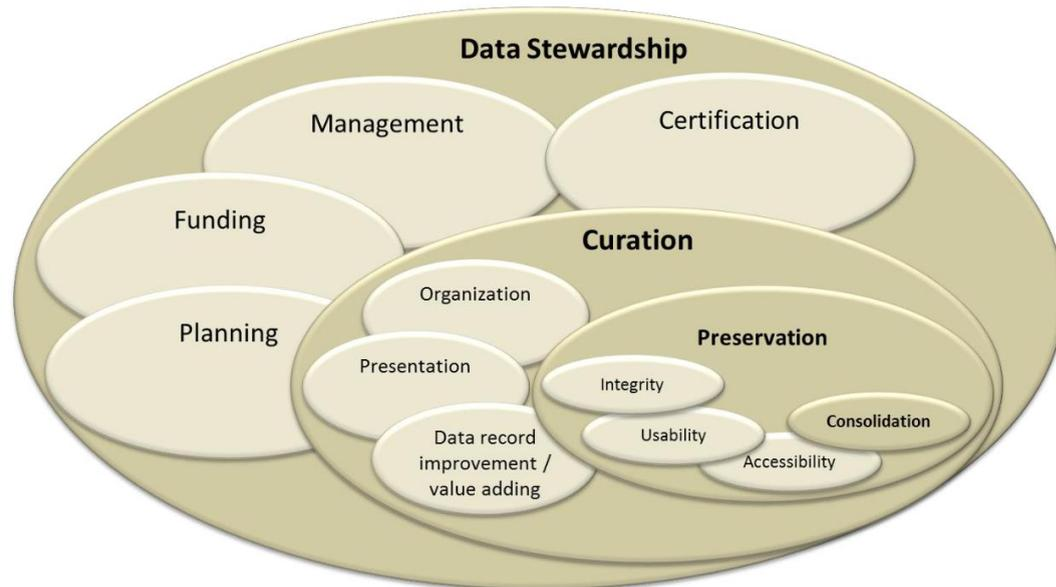 Data Stewardship
Management
Certification
Funding
Curation
Organization
Planning
Preservation
Presentation
Integrity
Consolidation
Usability
Data record
improvement /
value adding
Accessibility